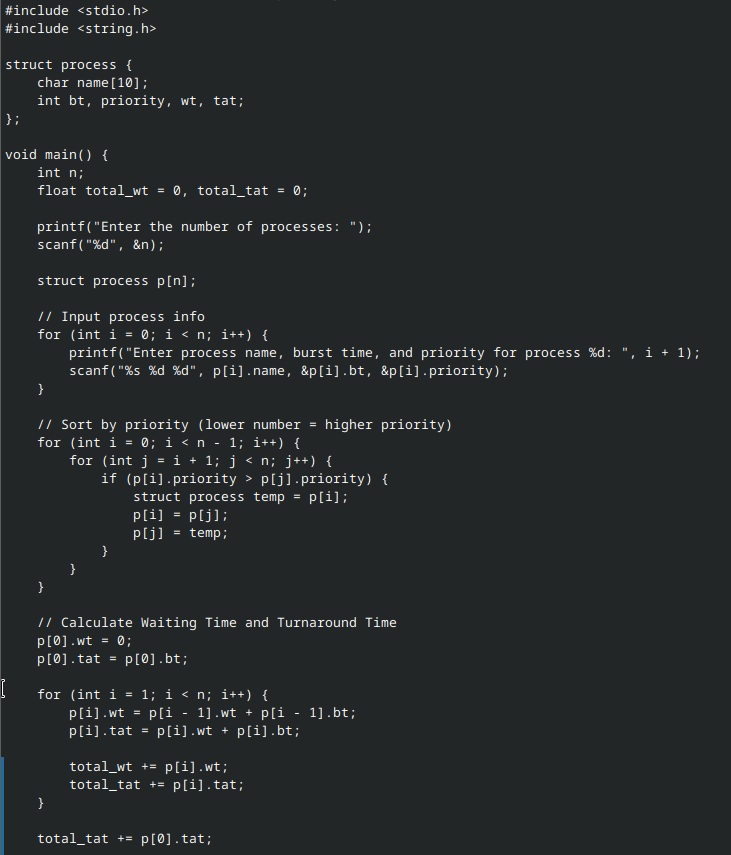 #include <stdio.h>
#include <string.h>

struct process {
    char name[10];
    int bt, priority, wt, tat;
};

void main() {
    int n;
    float total_wt = 0, total_tat = 0;

    printf("Enter the number of processes: ");
    scanf("%d", &n);

    struct process p[n];

    // Input process info
    for (int i = 0; i < n; i++) {
        printf("Enter process name, burst time, and priority for process %d: ", i + 1);
        scanf("%s %d %d", p[i].name, &p[i].bt, &p[i].priority);
    }

    // Sort by priority (lower number = higher priority)
    for (int i = 0; i < n - 1; i++) {
        for (int j = i + 1; j < n; j++) {
            if (p[i].priority > p[j].priority) {
                struct process temp = p[i];
                p[i] = p[j];
                p[j] = temp;
            }
        }
    }

    // Calculate Waiting Time and Turnaround Time
    p[0].wt = 0;
    p[0].tat = p[0].bt;

    for (int i = 1; i < n; i++) {
        p[i].wt = p[i - 1].wt + p[i - 1].bt;
        p[i].tat = p[i].wt + p[i].bt;

        total_wt += p[i].wt;
        total_tat += p[i].tat;
    }

    total_tat += p[0].tat;